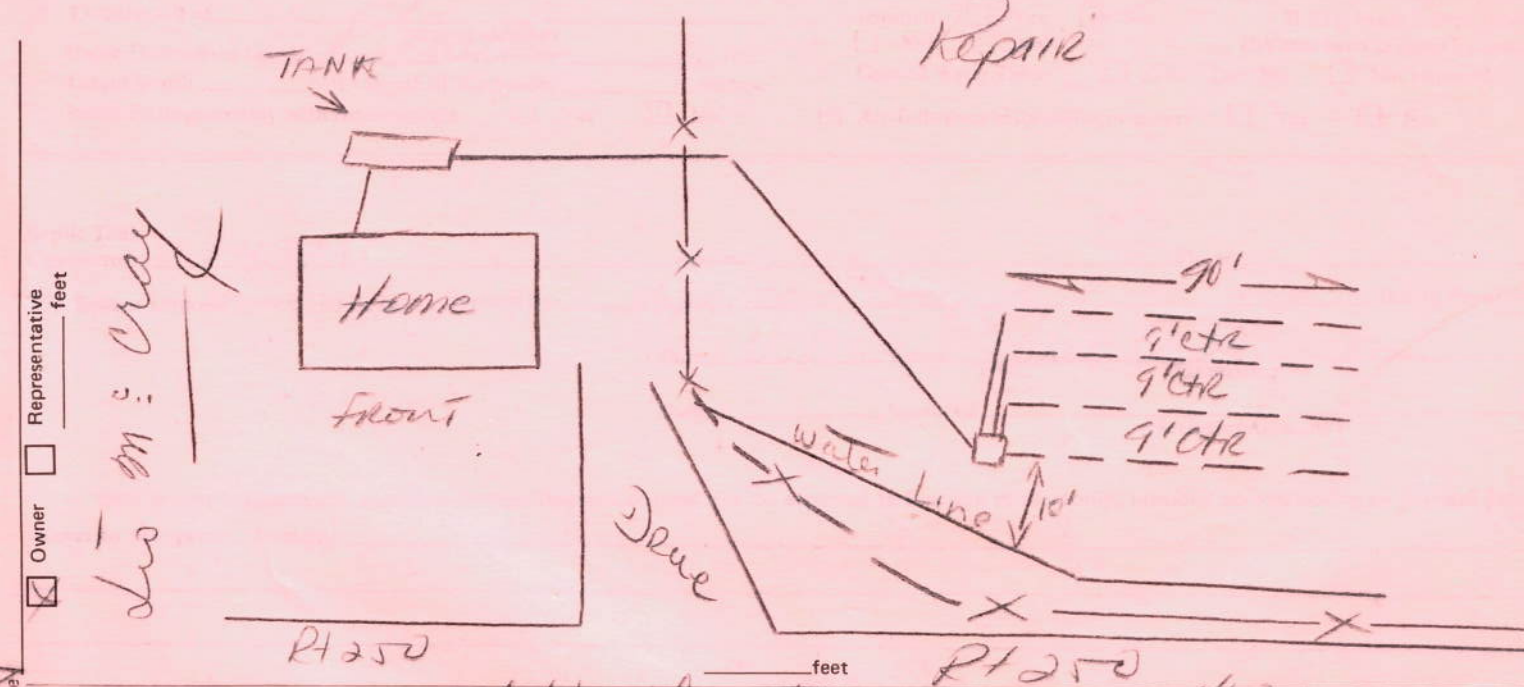 Repair
TANK
Home
FRONT
90'
9' ctR
9' CtR
9' CtR
Water Line
10'
Drive
Rt 250
Rt 250
feet
Owner
Representative
feet